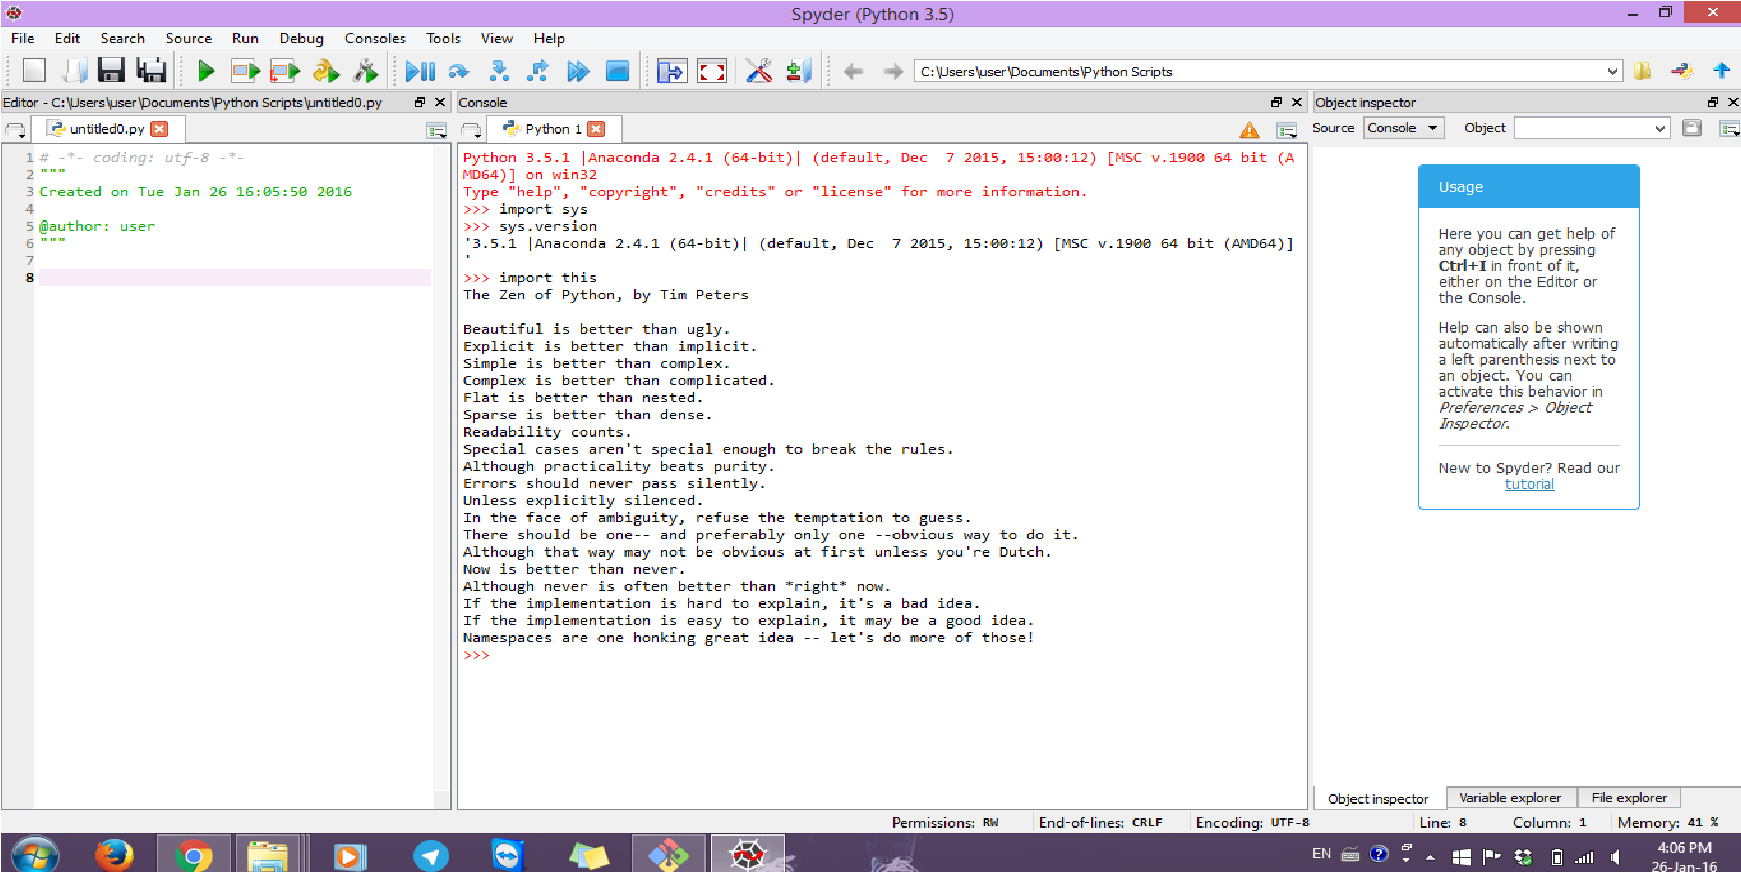 Spyder (Python 3.5)
File Edit Search Source Run Debug Consoles Tools View Help
C:\Users\user\Documents\Python Scripts
Editor - C:\Users\user\Documents\Python Scripts\untitled0.py
untitled0.py
1 # -*- coding: utf-8 -*-
2 """
3 Created on Tue Jan 26 16:05:50 2016
4
5 @author: user
6 """
7
8
Console
Python 1
Python 3.5.1 |Anaconda 2.4.1 (64-bit)| (default, Dec  7 2015, 15:00:12) [MSC v.1900 64 bit (A
MD64)] on win32
Type "help", "copyright", "credits" or "license" for more information.
>>> import sys
>>> sys.version
'3.5.1 |Anaconda 2.4.1 (64-bit)| (default, Dec  7 2015, 15:00:12) [MSC v.1900 64 bit (AMD64)]
'
>>> import this
The Zen of Python, by Tim Peters
Beautiful is better than ugly.
Explicit is better than implicit.
Simple is better than complex.
Complex is better than complicated.
Flat is better than nested.
Sparse is better than dense.
Readability counts.
Special cases aren't special enough to break the rules.
Although practicality beats purity.
Errors should never pass silently.
Unless explicitly silenced.
In the face of ambiguity, refuse the temptation to guess.
There should be one-- and preferably only one --obvious way to do it.
Although that way may not be obvious at first unless you're Dutch.
Now is better than never.
Although never is often better than *right* now.
If the implementation is hard to explain, it's a bad idea.
If the implementation is easy to explain, it may be a good idea.
Namespaces are one honking great idea -- let's do more of those!
>>>
Object inspector
Source Console Object
Usage
Here you can get help of
any object by pressing
Ctrl+I in front of it,
either on the Editor or
the Console.
Help can also be shown
automatically after writing
a left parenthesis next to
an object. You can
activate this behavior in
Preferences > Object
Inspector.
New to Spyder? Read our
tutorial
Object inspector Variable explorer File explorer
Permissions: RW End-of-lines: CRLF Encoding: UTF-8 Line: 8 Column: 1 Memory: 41 %
EN
4:06 PM
26-Jan-16